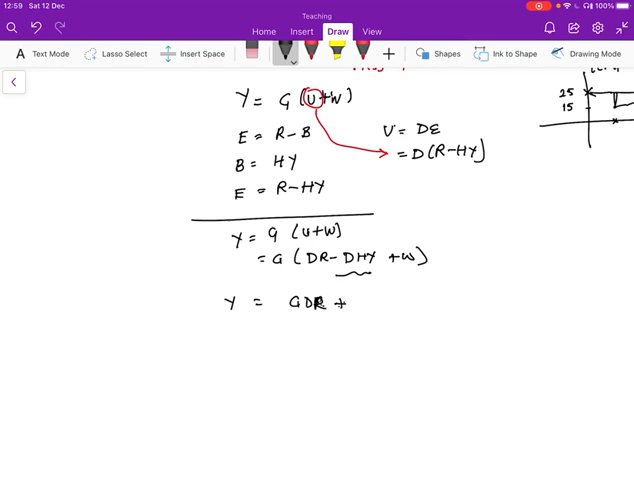 12:59 Sat 12 Dec
Teaching
100%
Home Insert Draw View
A Text Mode Lasso Select Insert Space Shapes Ink to Shape Drawing Mode
Y = G (U+W)
E = R - B
B = HY
E = R - HY
U = DE
= D (R - HY)
25
15
Y = G (U+W)
= G (DR - DHY + W)
Y = GDR +